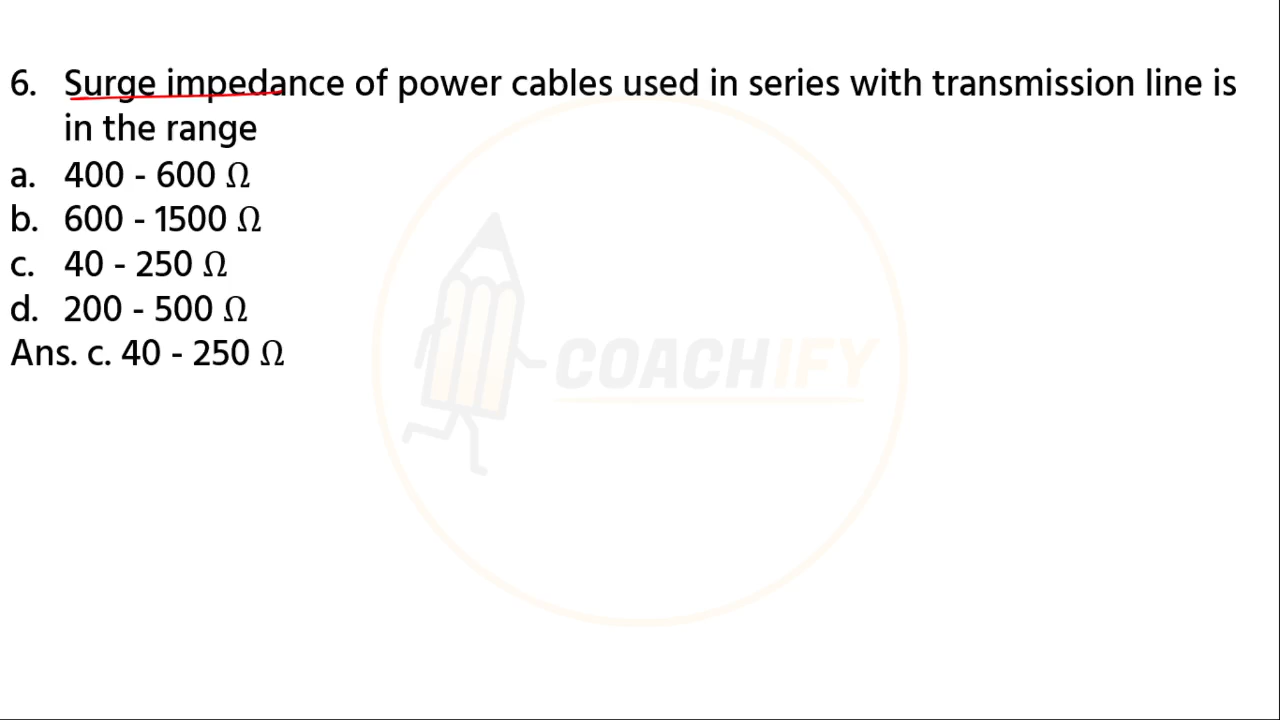 6. Surge impedance of power cables used in series with transmission line is
in the range
a. 400 - 600 Ω
b. 600 - 1500 Ω
c. 40 - 250 Ω
d. 200 - 500 Ω
Ans. c. 40 - 250 Ω
COACHIFY